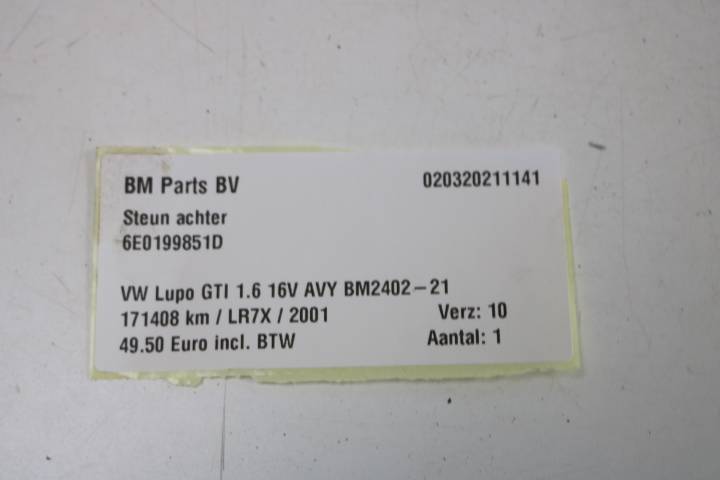 BM Parts BV 020320211141
Steun achter
6E0199851D
VW Lupo GTI 1.6 16V AVY BM2402-21
171408 km / LR7X / 2001 Verz: 10
49.50 Euro incl. BTW Aantal: 1